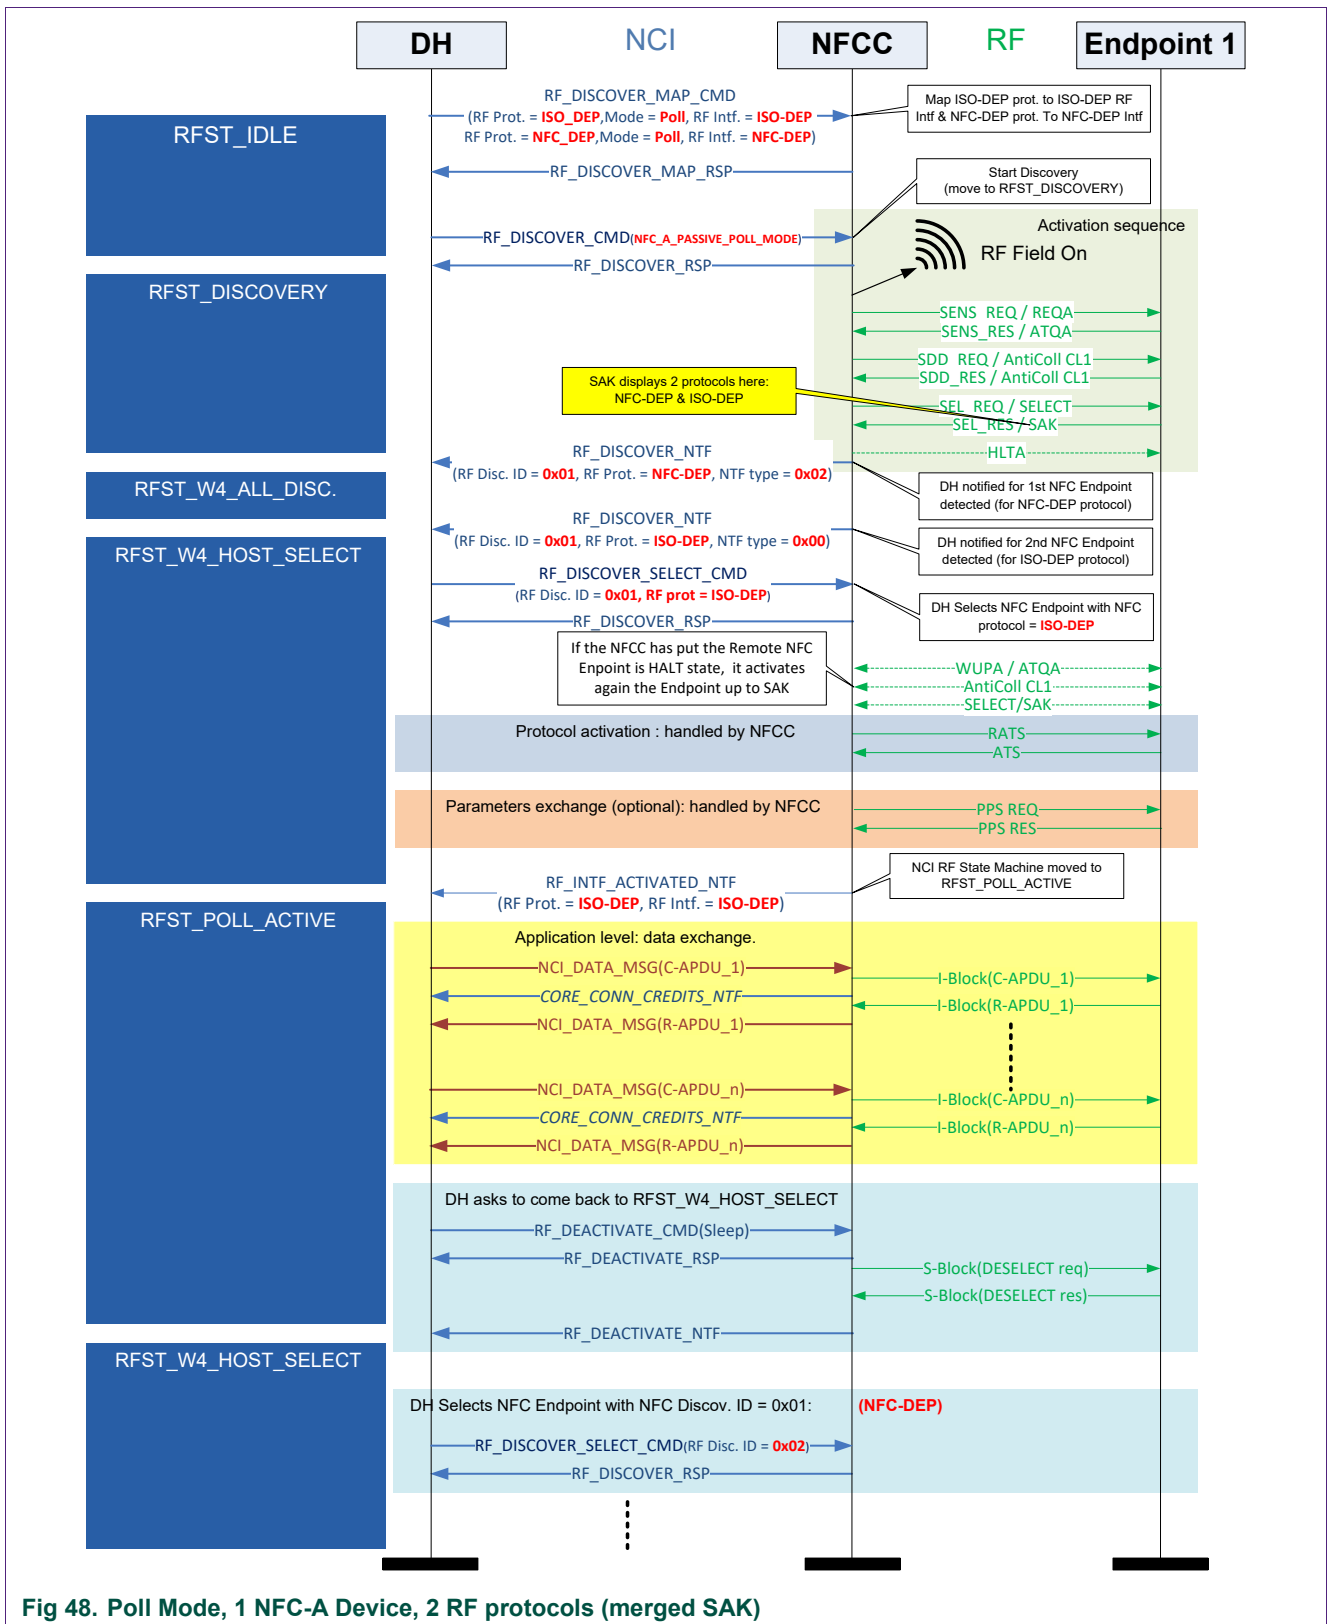 DH
NCI
NFCC
RF
Endpoint 1
RFST_IDLE
RF_DISCOVER_MAP_CMD
(RF Prot. = ISO_DEP,Mode = Poll, RF Intf. = ISO-DEP
RF Prot. = NFC_DEP,Mode = Poll, RF Intf. = NFC-DEP)
Map ISO-DEP prot. to ISO-DEP RF
Intf & NFC-DEP prot. To NFC-DEP Intf
RF_DISCOVER_MAP_RSP
Start Discovery
(move to RFST_DISCOVERY)
Activation sequence
RF_DISCOVER_CMD(NFC_A_PASSIVE_POLL_MODE)
RF Field On
RF_DISCOVER_RSP
RFST_DISCOVERY
SENS_REQ / REQA
SENS_RES / ATQA
SDD_REQ / AntiColl CL1
SDD_RES / AntiColl CL1
SAK displays 2 protocols here:
NFC-DEP & ISO-DEP
SEL_REQ / SELECT
SEL_RES / SAK
HLTA
RF_DISCOVER_NTF
(RF Disc. ID = 0x01, RF Prot. = NFC-DEP, NTF type = 0x02)
RFST_W4_ALL_DISC.
DH notified for 1st NFC Endpoint
detected (for NFC-DEP protocol)
RF_DISCOVER_NTF
(RF Disc. ID = 0x01, RF Prot. = ISO-DEP, NTF type = 0x00)
DH notified for 2nd NFC Endpoint
detected (for ISO-DEP protocol)
RFST_W4_HOST_SELECT
RF_DISCOVER_SELECT_CMD
(RF Disc. ID = 0x01, RF prot = ISO-DEP)
DH Selects NFC Endpoint with NFC
protocol = ISO-DEP
RF_DISCOVER_RSP
If the NFCC has put the Remote NFC
Enpoint is HALT state,  it activates
again the Endpoint up to SAK
WUPA / ATQA
AntiColl CL1
SELECT/SAK
Protocol activation : handled by NFCC
RATS
ATS
Parameters exchange (optional): handled by NFCC
PPS REQ
PPS RES
RF_INTF_ACTIVATED_NTF
(RF Prot. = ISO-DEP, RF Intf. = ISO-DEP)
NCI RF State Machine moved to
RFST_POLL_ACTIVE
RFST_POLL_ACTIVE
Application level: data exchange.
NCI_DATA_MSG(C-APDU_1)
I-Block(C-APDU_1)
CORE_CONN_CREDITS_NTF
I-Block(R-APDU_1)
NCI_DATA_MSG(R-APDU_1)
NCI_DATA_MSG(C-APDU_n)
I-Block(C-APDU_n)
CORE_CONN_CREDITS_NTF
I-Block(R-APDU_n)
NCI_DATA_MSG(R-APDU_n)
DH asks to come back to RFST_W4_HOST_SELECT
RF_DEACTIVATE_CMD(Sleep)
RF_DEACTIVATE_RSP
S-Block(DESELECT req)
S-Block(DESELECT res)
RF_DEACTIVATE_NTF
RFST_W4_HOST_SELECT
DH Selects NFC Endpoint with NFC Discov. ID = 0x01: (NFC-DEP)
RF_DISCOVER_SELECT_CMD(RF Disc. ID = 0x02)
RF_DISCOVER_RSP
Fig 48. Poll Mode, 1 NFC-A Device, 2 RF protocols (merged SAK)